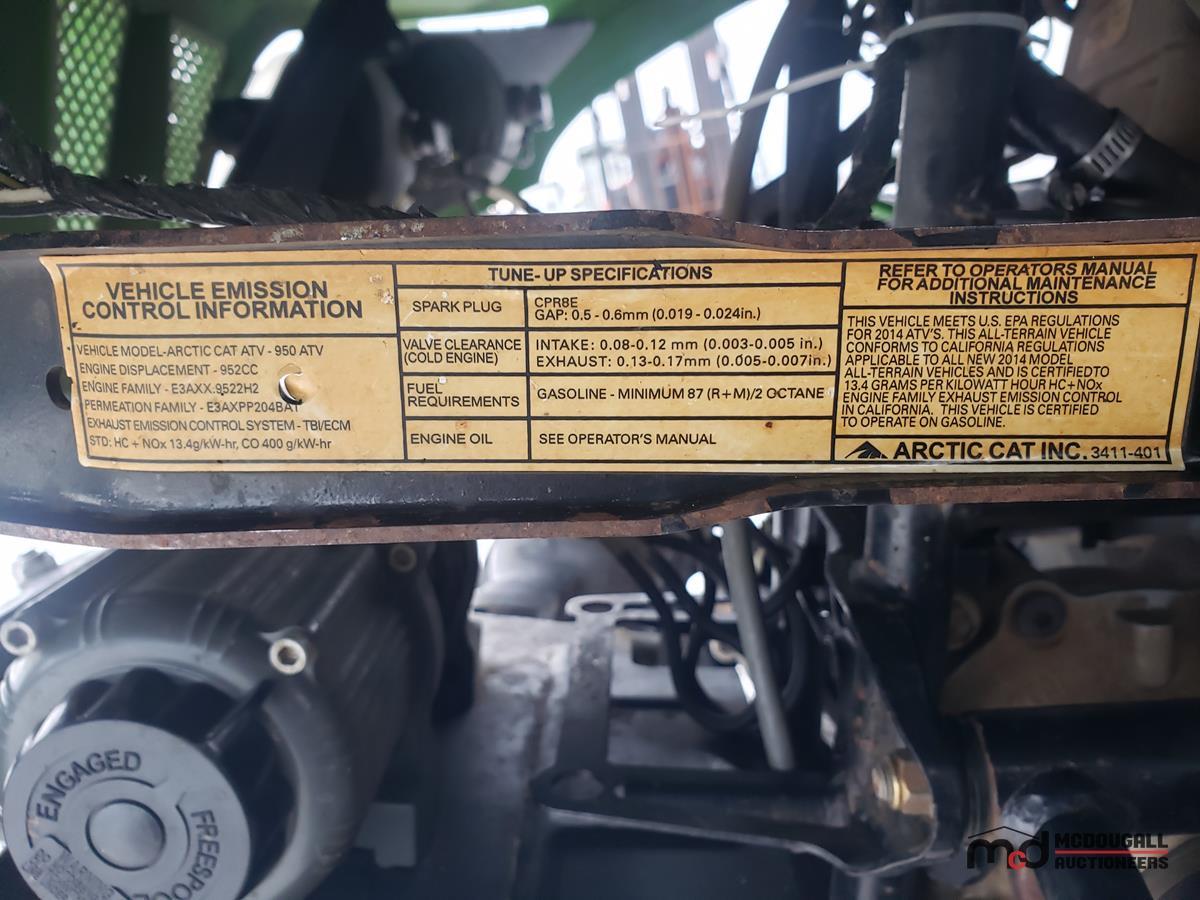 VEHICLE EMISSION
CONTROL INFORMATION
VEHICLE MODEL-ARCTIC CAT ATV - 950 ATV
ENGINE DISPLACEMENT - 952CC
ENGINE FAMILY - E3AXX.9522H2
PERMEATION FAMILY - E3AXPP204BAT
EXHAUST EMISSION CONTROL SYSTEM - TBI/ECM
STD: HC + NOx 13.4g/kW-hr, CO 400 g/kW-hr
TUNE-UP SPECIFICATIONS
SPARK PLUG
CPR8E
GAP: 0.5 - 0.6mm (0.019 - 0.024in.)
VALVE CLEARANCE
(COLD ENGINE)
INTAKE: 0.08-0.12 mm (0.003-0.005 in.)
EXHAUST: 0.13-0.17mm (0.005-0.007in.)
FUEL
REQUIREMENTS
GASOLINE - MINIMUM 87 (R+M)/2 OCTANE
ENGINE OIL
SEE OPERATOR'S MANUAL
REFER TO OPERATORS MANUAL
FOR ADDITIONAL MAINTENANCE
INSTRUCTIONS
THIS VEHICLE MEETS U.S. EPA REGULATIONS
FOR 2014 ATV'S. THIS ALL-TERRAIN VEHICLE
CONFORMS TO CALIFORNIA REGULATIONS
APPLICABLE TO ALL NEW 2014 MODEL
ALL-TERRAIN VEHICLES AND IS CERTIFIEDTO
13.4 GRAMS PER KILOWATT HOUR HC+NOx
ENGINE FAMILY EXHAUST EMISSION CONTROL
IN CALIFORNIA. THIS VEHICLE IS CERTIFIED
TO OPERATE ON GASOLINE.
ARCTIC CAT INC. 3411-401
ENGAGED
FREESPOOL
mcd MCDOUGALL
AUCTIONEERS